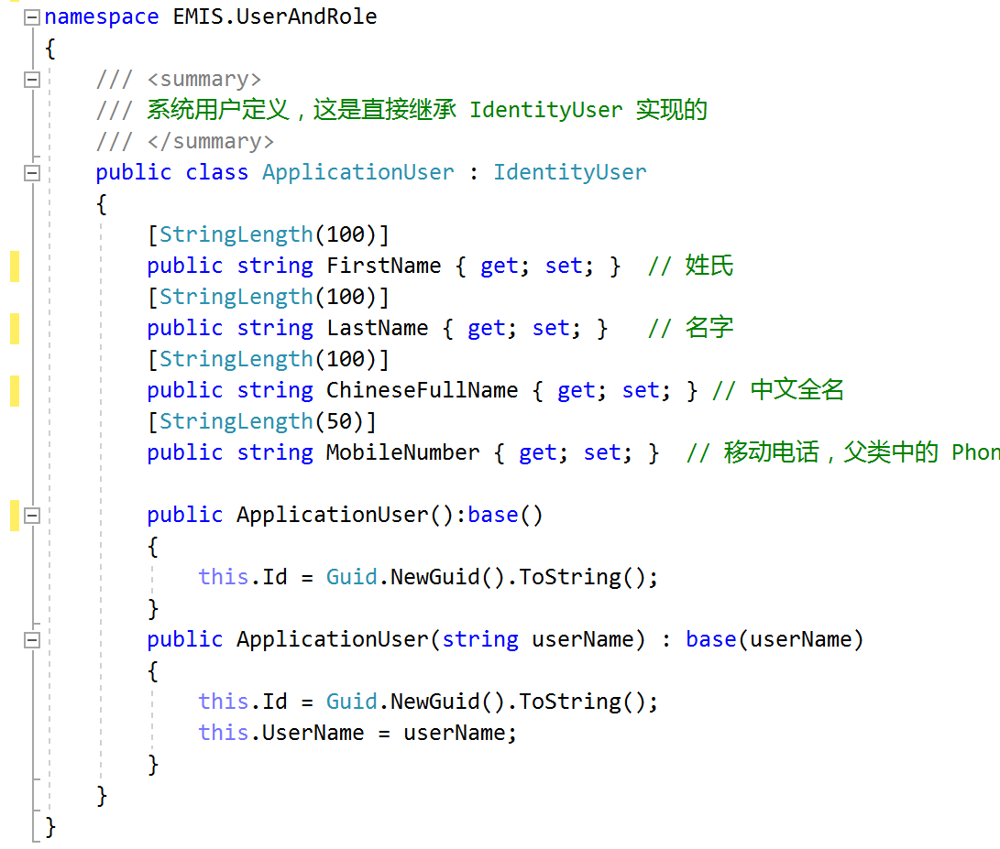 namespace EMIS.UserAndRole
{
/// <summary>
/// 系统用户定义，这是直接继承 IdentityUser 实现的
/// </summary>
public class ApplicationUser : IdentityUser
{
[StringLength(100)]
public string FirstName { get; set; } // 姓氏
[StringLength(100)]
public string LastName { get; set; } // 名字
[StringLength(100)]
public string ChineseFullName { get; set; } // 中文全名
[StringLength(50)]
public string MobileNumber { get; set; } // 移动电话，父类中的 Phon
public ApplicationUser():base()
{
this.Id = Guid.NewGuid().ToString();
}
public ApplicationUser(string userName) : base(userName)
{
this.Id = Guid.NewGuid().ToString();
this.UserName = userName;
}
}
}